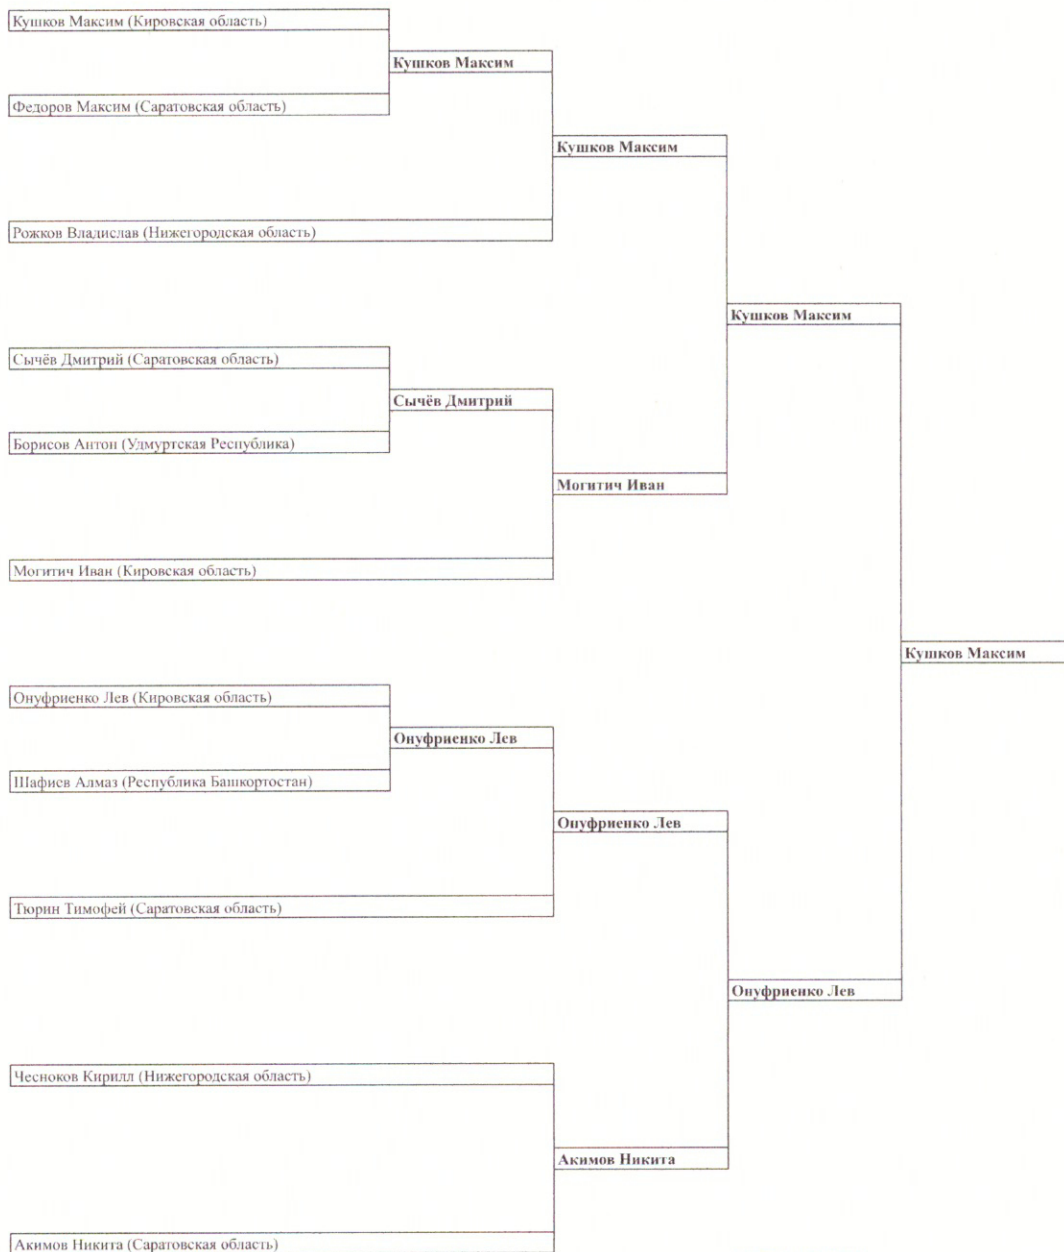 Кушков Максим (Кировская область)
Кушков Максим
Федоров Максим (Саратовская область)
Кушков Максим
Рожков Владислав (Нижегородская область)
Кушков Максим
Сычёв Дмитрий (Саратовская область)
Сычёв Дмитрий
Борисов Антон (Удмуртская Республика)
Могитич Иван
Могитич Иван (Кировская область)
Кушков Максим
Онуфриенко Лев (Кировская область)
Онуфриенко Лев
Шафиев Алмаз (Республика Башкортостан)
Онуфриенко Лев
Тюрин Тимофей (Саратовская область)
Онуфриенко Лев
Чесноков Кирилл (Нижегородская область)
Акимов Никита
Акимов Никита (Саратовская область)